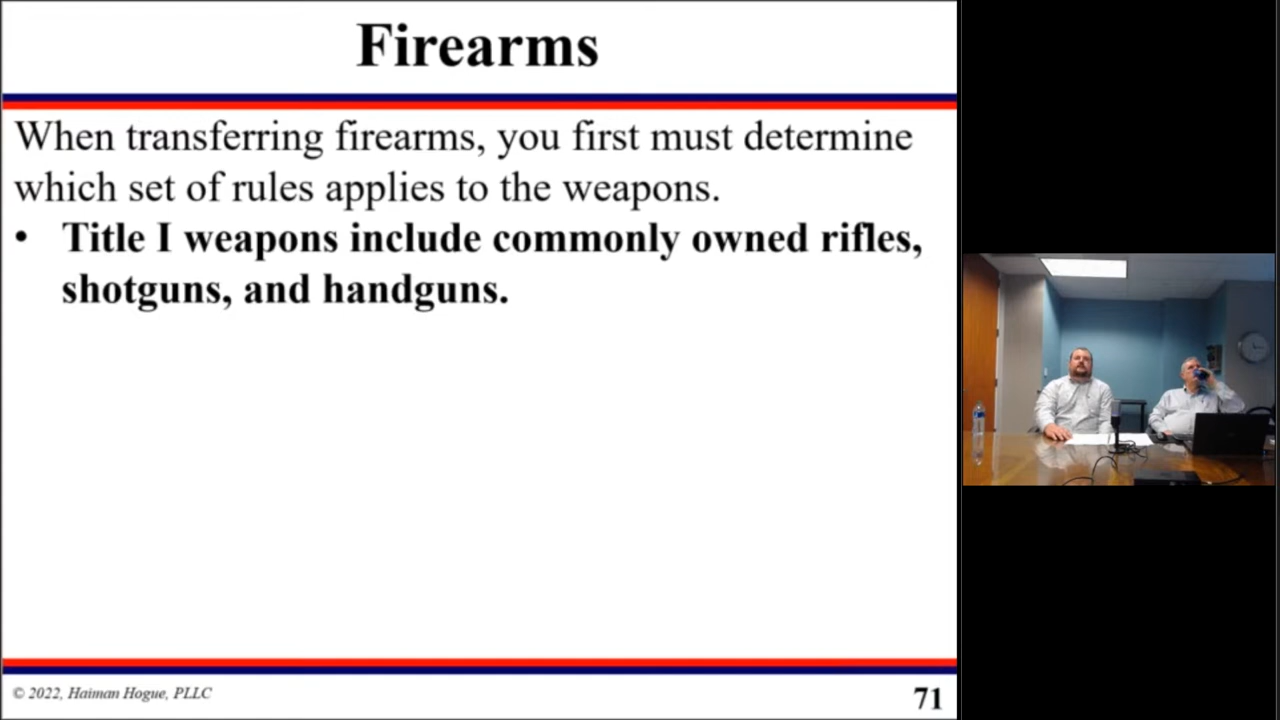 Firearms
When transferring firearms, you first must determine
which set of rules applies to the weapons.
• Title I weapons include commonly owned rifles,
shotguns, and handguns.
© 2022, Haiman Hogue, PLLC
71